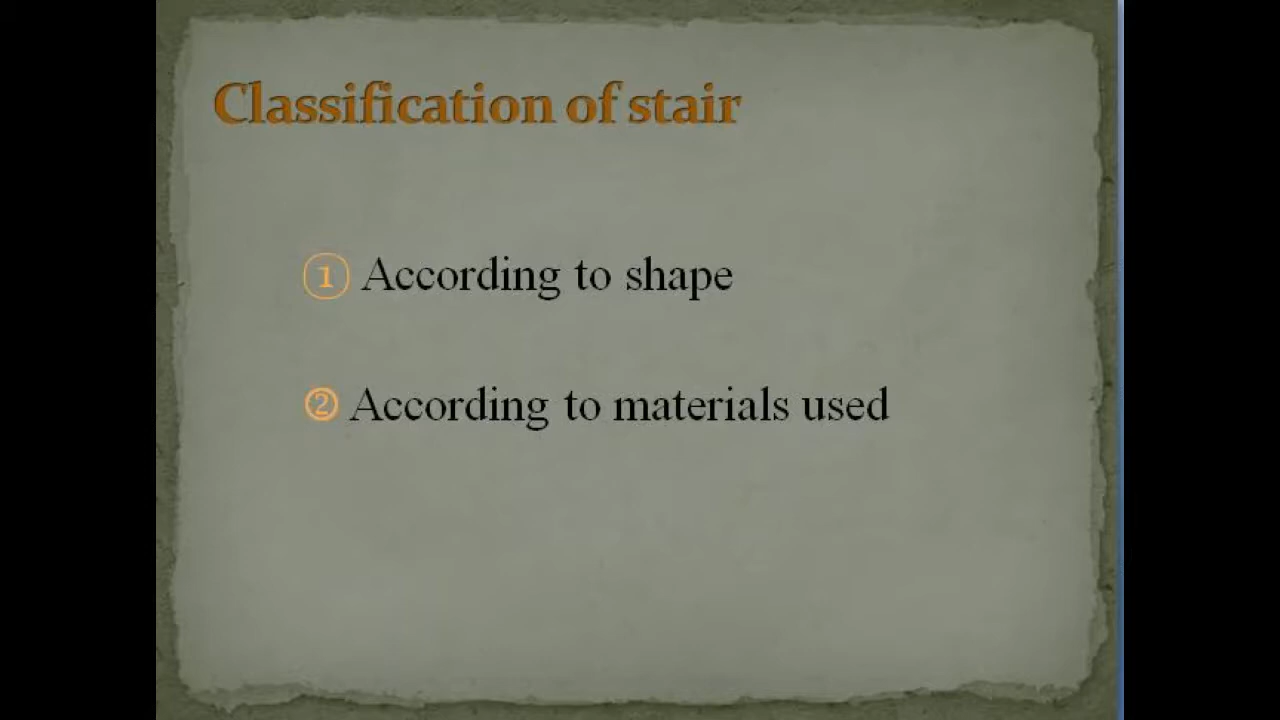 Classification of stair
① According to shape
② According to materials used